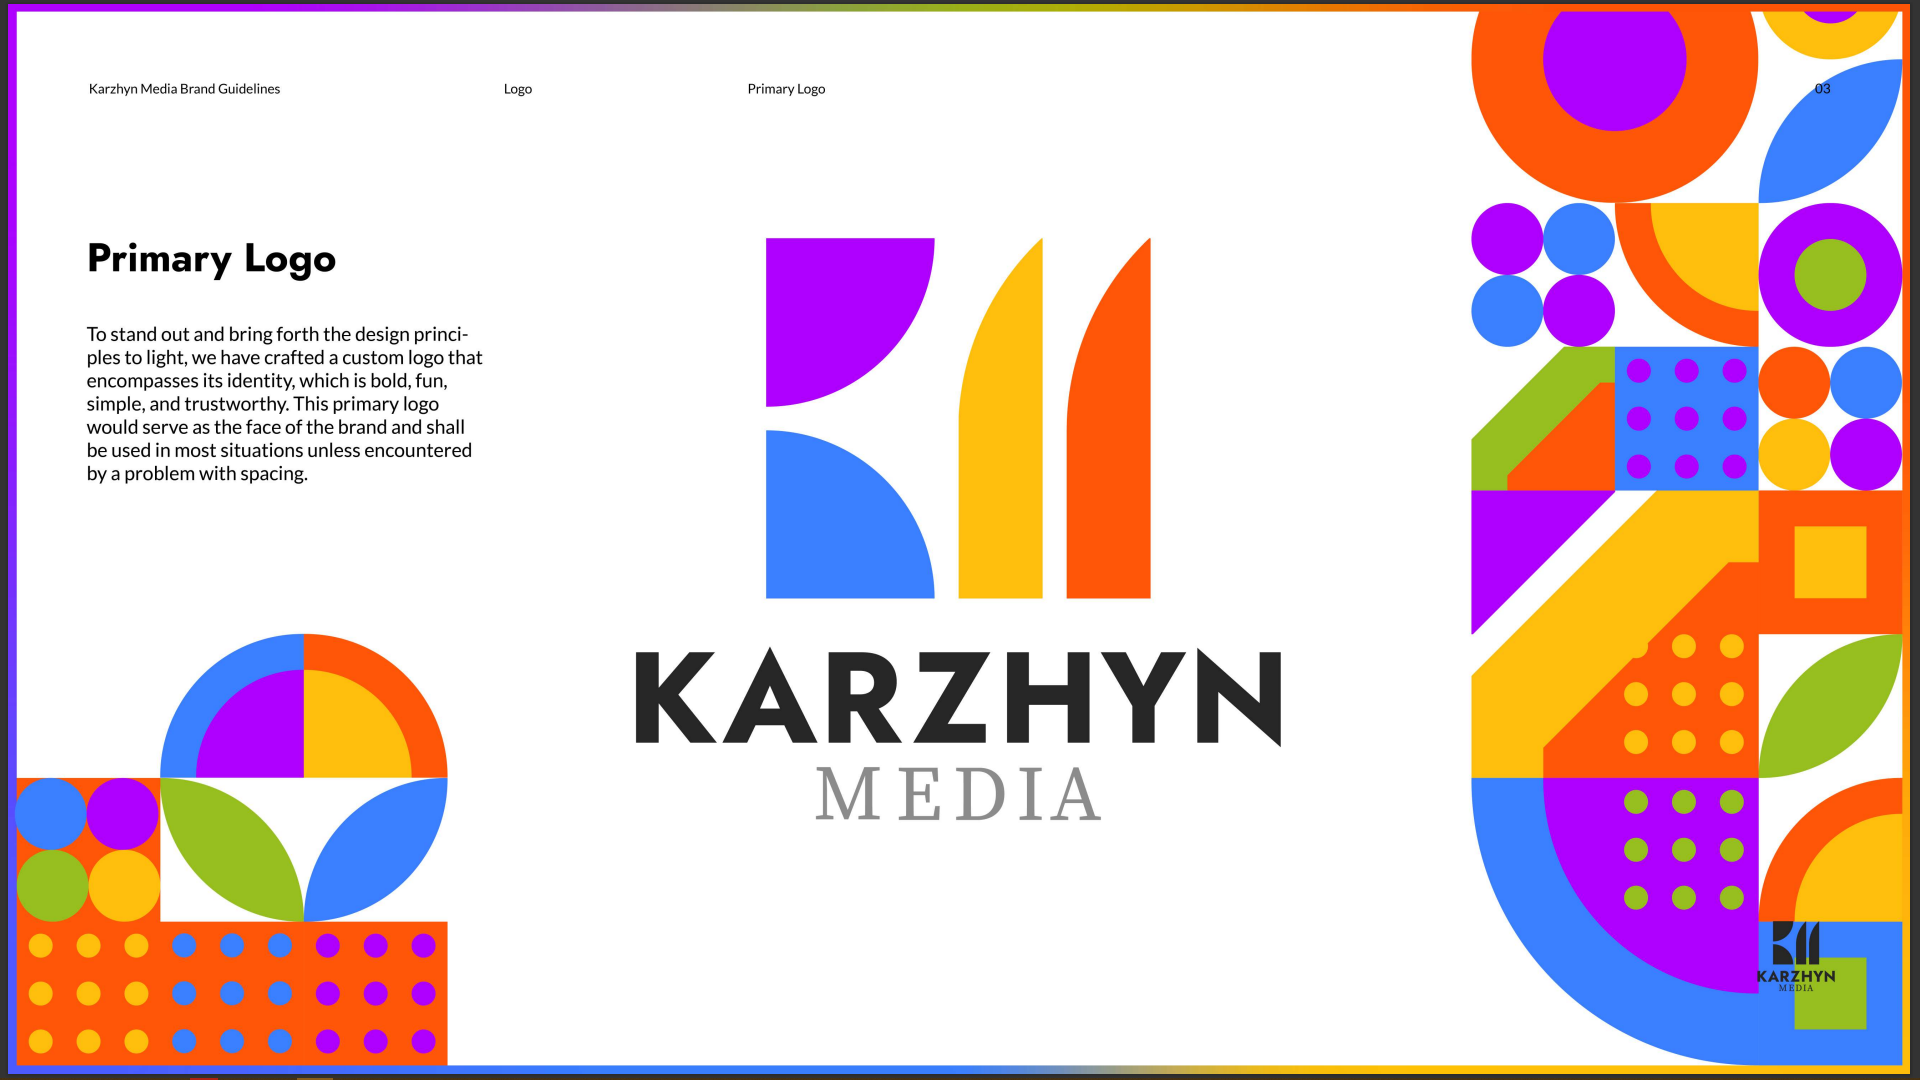 Karzhyn Media Brand Guidelines
Logo
Primary Logo
03
Primary Logo
To stand out and bring forth the design princi-
ples to light, we have crafted a custom logo that
encompasses its identity, which is bold, fun,
simple, and trustworthy. This primary logo
would serve as the face of the brand and shall
be used in most situations unless encountered
by a problem with spacing.
KARZHYN
MEDIA
KARZHYN
MEDIA